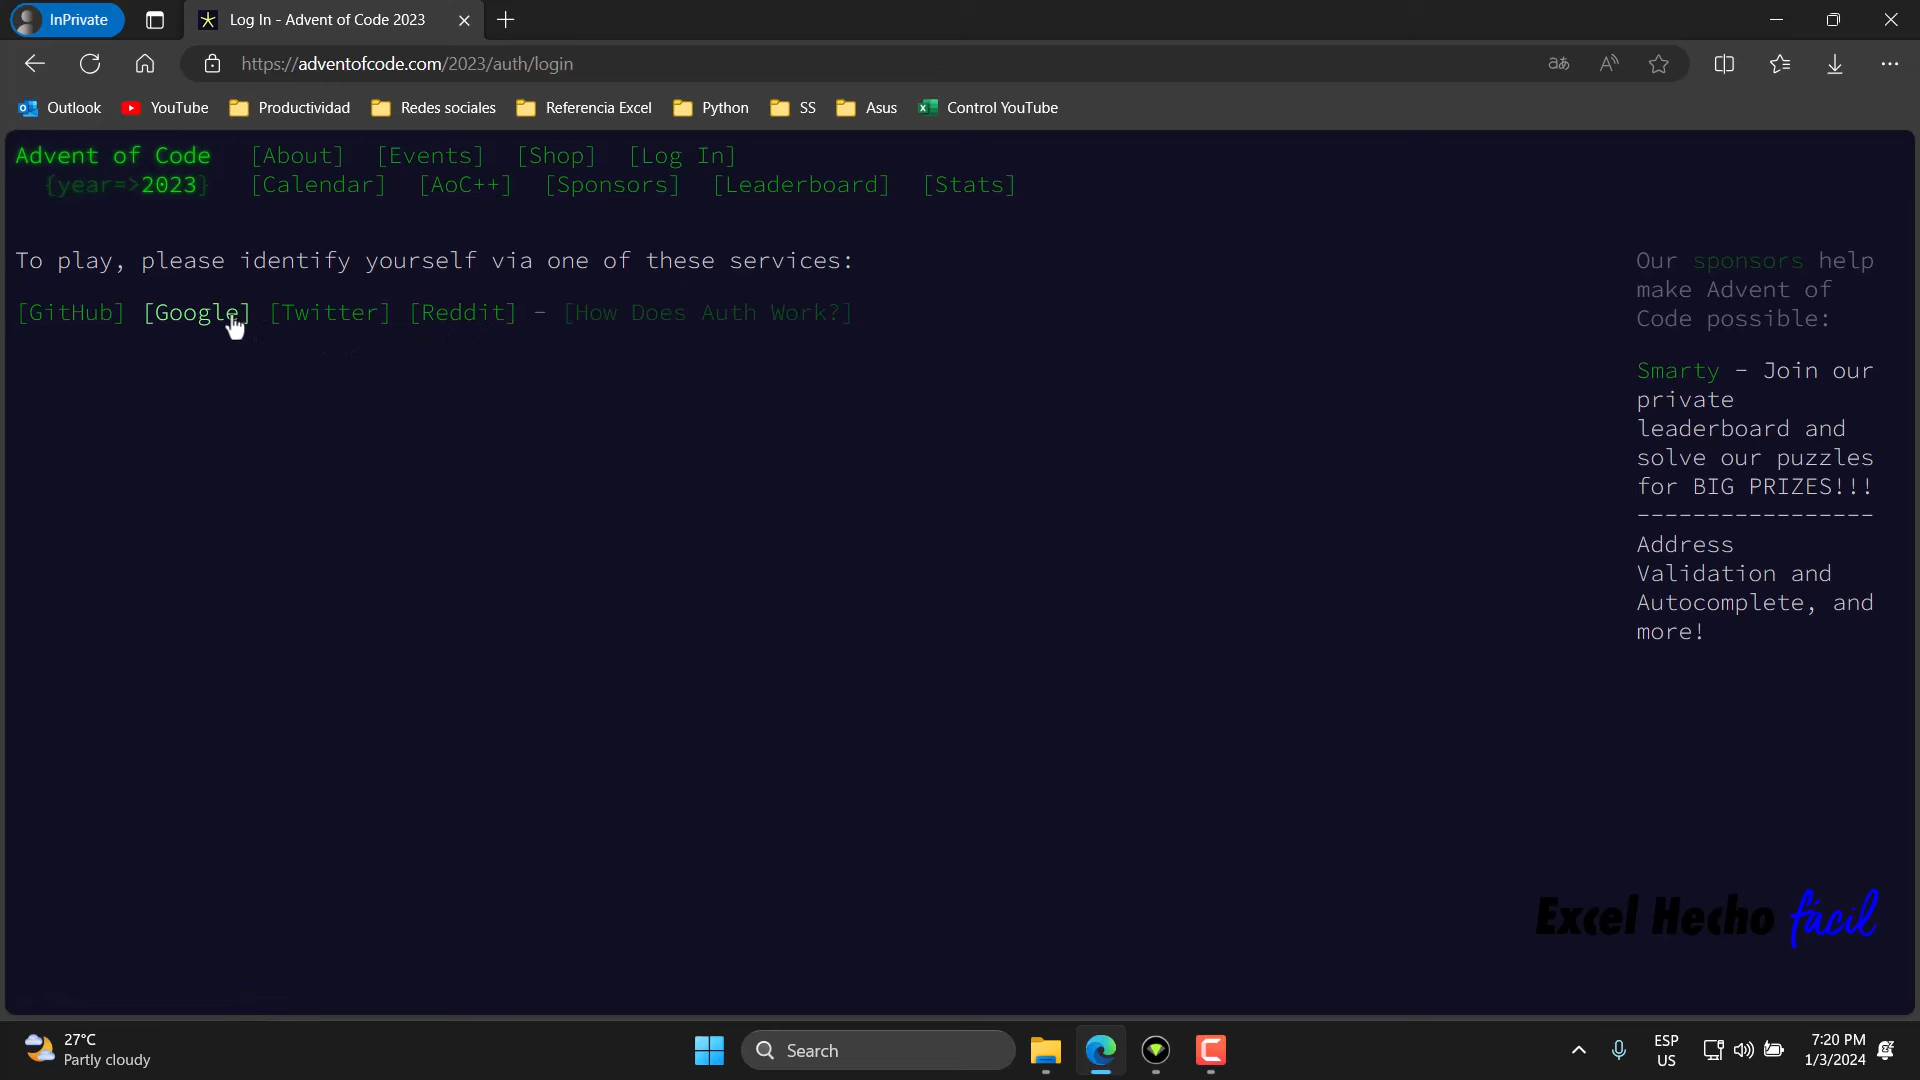 InPrivate
Log In - Advent of Code 2023
https://adventofcode.com/2023/auth/login
Outlook YouTube Productividad Redes sociales Referencia Excel Python SS Asus Control YouTube
Advent of Code [About] [Events] [Shop] [Log In]
{year=>2023} [Calendar] [AoC++] [Sponsors] [Leaderboard] [Stats]
To play, please identify yourself via one of these services:
[GitHub] [Google] [Twitter] [Reddit] - [How Does Auth Work?]
Our sponsors help
make Advent of
Code possible:
Smarty - Join our
private
leaderboard and
solve our puzzles
for BIG PRIZES!!!
-----------------
Address
Validation and
Autocomplete, and
more!
Excel Hecho fácil
27°C
Partly cloudy
Search
ESP
US
7:20 PM
1/3/2024